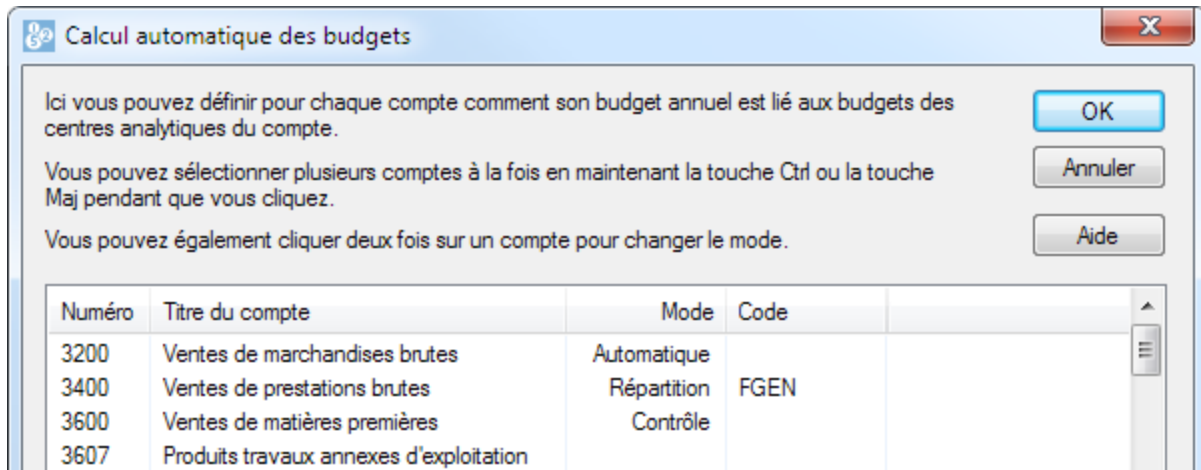 Calcul automatique des budgets
Ici vous pouvez définir pour chaque compte comment son budget annuel est lié aux budgets des
centres analytiques du compte.
OK
Vous pouvez sélectionner plusieurs comptes à la fois en maintenant la touche Ctrl ou la touche
Maj pendant que vous cliquez.
Annuler
Vous pouvez également cliquer deux fois sur un compte pour changer le mode.
Aide
Numéro Titre du compte Mode Code
3200 Ventes de marchandises brutes Automatique
3400 Ventes de prestations brutes Répartition FGEN
3600 Ventes de matières premières Contrôle
3607 Produits travaux annexes d'exploitation